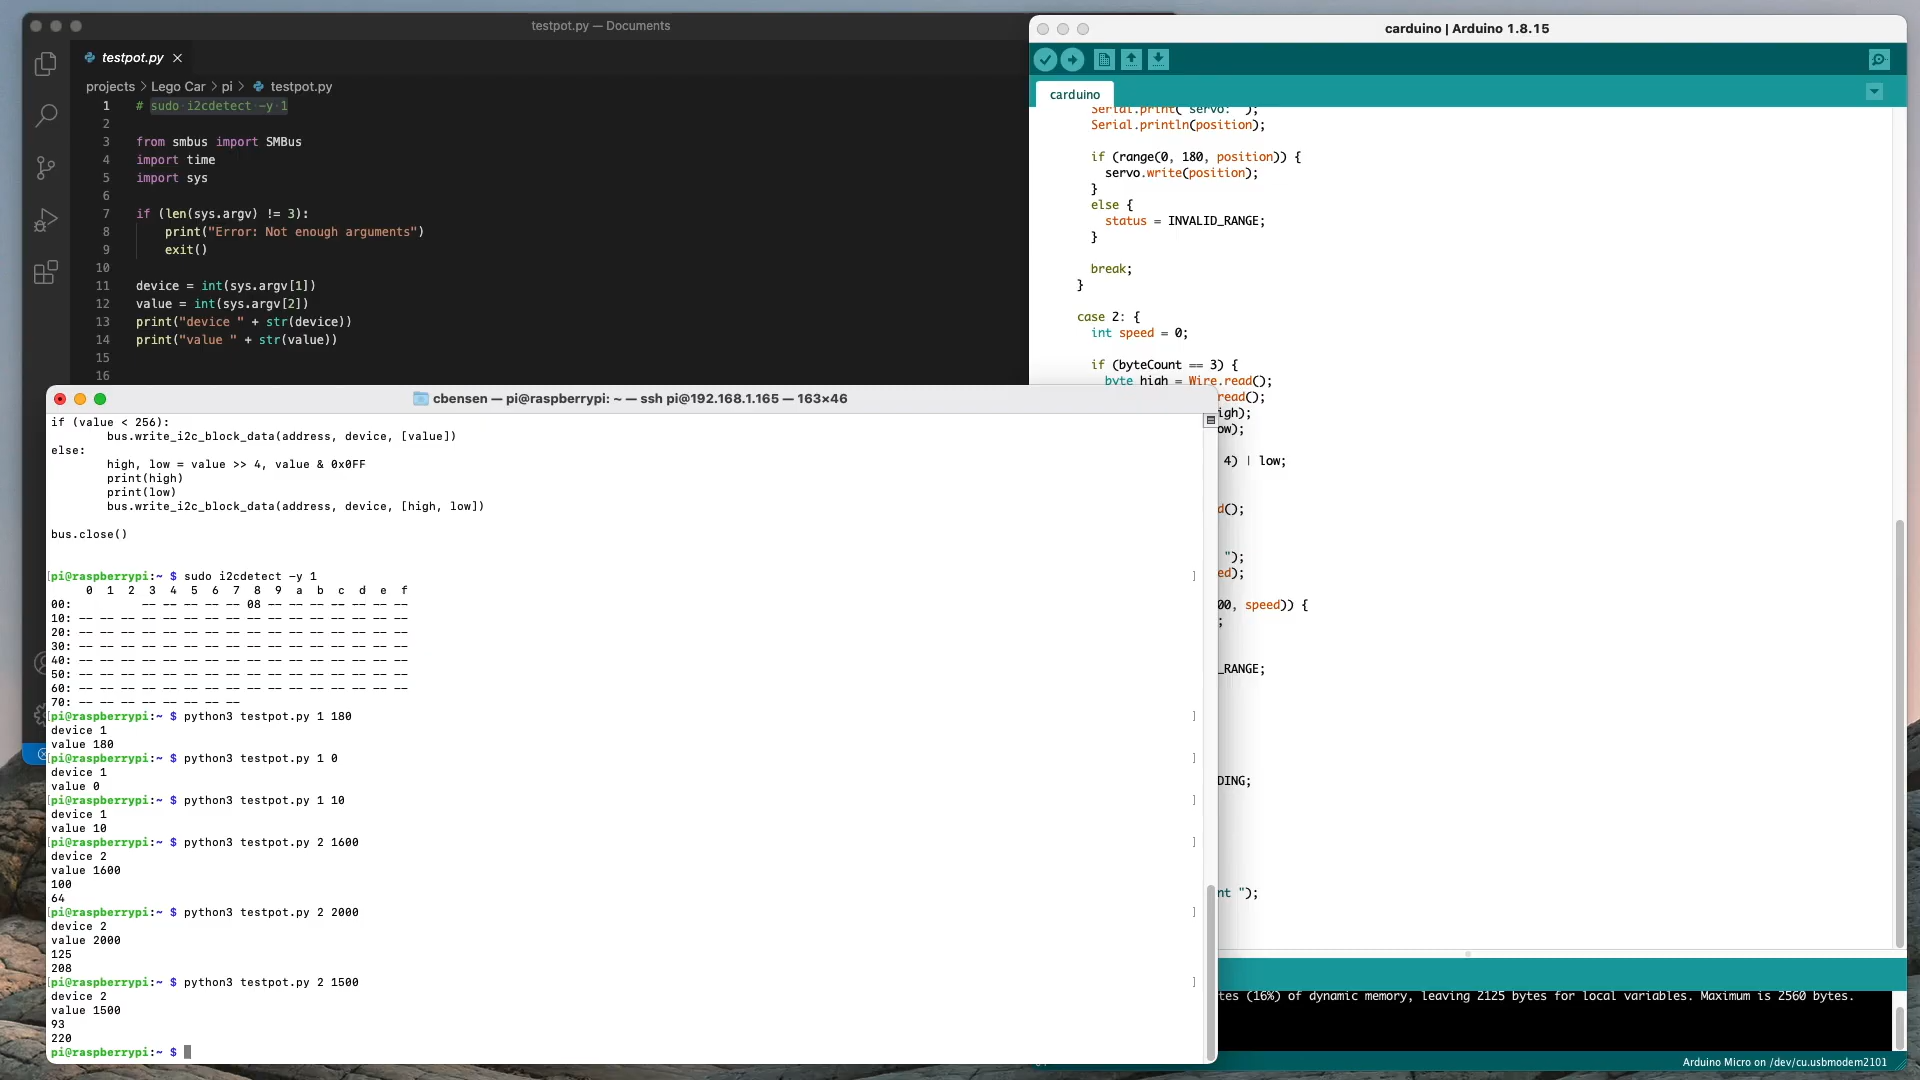 testpot.py — Documents
testpot.py
projects > Lego Car > pi > testpot.py
1 # sudo i2cdetect -y 1
2
3 from smbus import SMBus
4 import time
5 import sys
6
7 if (len(sys.argv) != 3):
8 print("Error: Not enough arguments")
9 exit()
10
11 device = int(sys.argv[1])
12 value = int(sys.argv[2])
13 print("device " + str(device))
14 print("value " + str(value))
15
16
cbensen — pi@raspberrypi: ~ — ssh pi@192.168.1.165 — 163×46
if (value < 256):
bus.write_i2c_block_data(address, device, [value])
else:
high, low = value >> 4, value & 0x0FF
print(high)
print(low)
bus.write_i2c_block_data(address, device, [high, low])
bus.close()
[pi@raspberrypi:~ $ sudo i2cdetect -y 1 ]
0 1 2 3 4 5 6 7 8 9 a b c d e f
00: -- -- -- -- -- 08 -- -- -- -- -- -- --
10: -- -- -- -- -- -- -- -- -- -- -- -- -- -- -- --
20: -- -- -- -- -- -- -- -- -- -- -- -- -- -- -- --
30: -- -- -- -- -- -- -- -- -- -- -- -- -- -- -- --
40: -- -- -- -- -- -- -- -- -- -- -- -- -- -- -- --
50: -- -- -- -- -- -- -- -- -- -- -- -- -- -- -- --
60: -- -- -- -- -- -- -- -- -- -- -- -- -- -- -- --
70: -- -- -- -- -- -- -- --
[pi@raspberrypi:~ $ python3 testpot.py 1 180 ]
device 1
value 180
[pi@raspberrypi:~ $ python3 testpot.py 1 0 ]
device 1
value 0
[pi@raspberrypi:~ $ python3 testpot.py 1 10 ]
device 1
value 10
[pi@raspberrypi:~ $ python3 testpot.py 2 1600 ]
device 2
value 1600
100
64
[pi@raspberrypi:~ $ python3 testpot.py 2 2000 ]
device 2
value 2000
125
208
[pi@raspberrypi:~ $ python3 testpot.py 2 1500 ]
device 2
value 1500
93
220
pi@raspberrypi:~ $
carduino | Arduino 1.8.15
carduino
Serial.print("servo: ");
Serial.println(position);
if (range(0, 180, position)) {
servo.write(position);
}
else {
status = INVALID_RANGE;
}
break;
}
case 2: {
int speed = 0;
if (byteCount == 3) {
byte high = Wire.read();
read();
igh);
ow);
4) | low;
d();
");
ed);
00, speed)) {
;
_RANGE;
DING;
nt ");
tes (16%) of dynamic memory, leaving 2125 bytes for local variables. Maximum is 2560 bytes.
Arduino Micro on /dev/cu.usbmodem2101